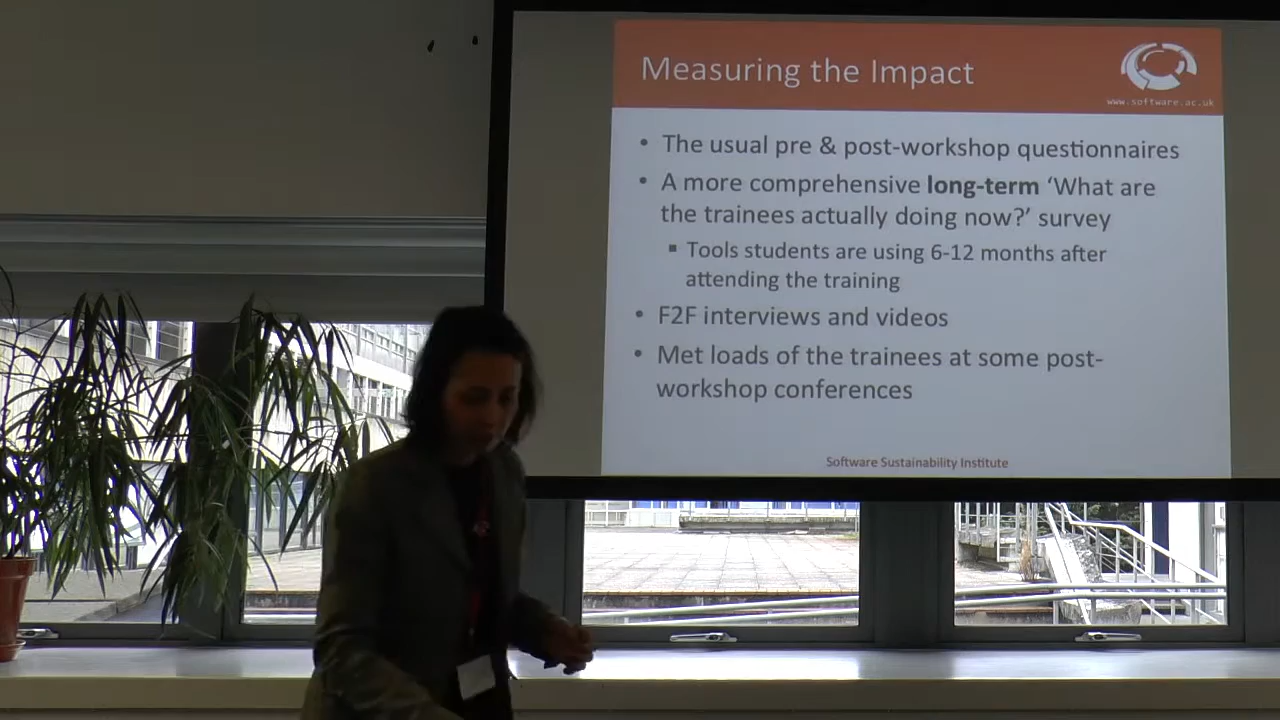 Measuring the Impact
www.software.ac.uk
• The usual pre & post-workshop questionnaires
• A more comprehensive long-term ‘What are
the trainees actually doing now?’ survey
▪ Tools students are using 6-12 months after
attending the training
• F2F interviews and videos
• Met loads of the trainees at some post-
workshop conferences
Software Sustainability Institute